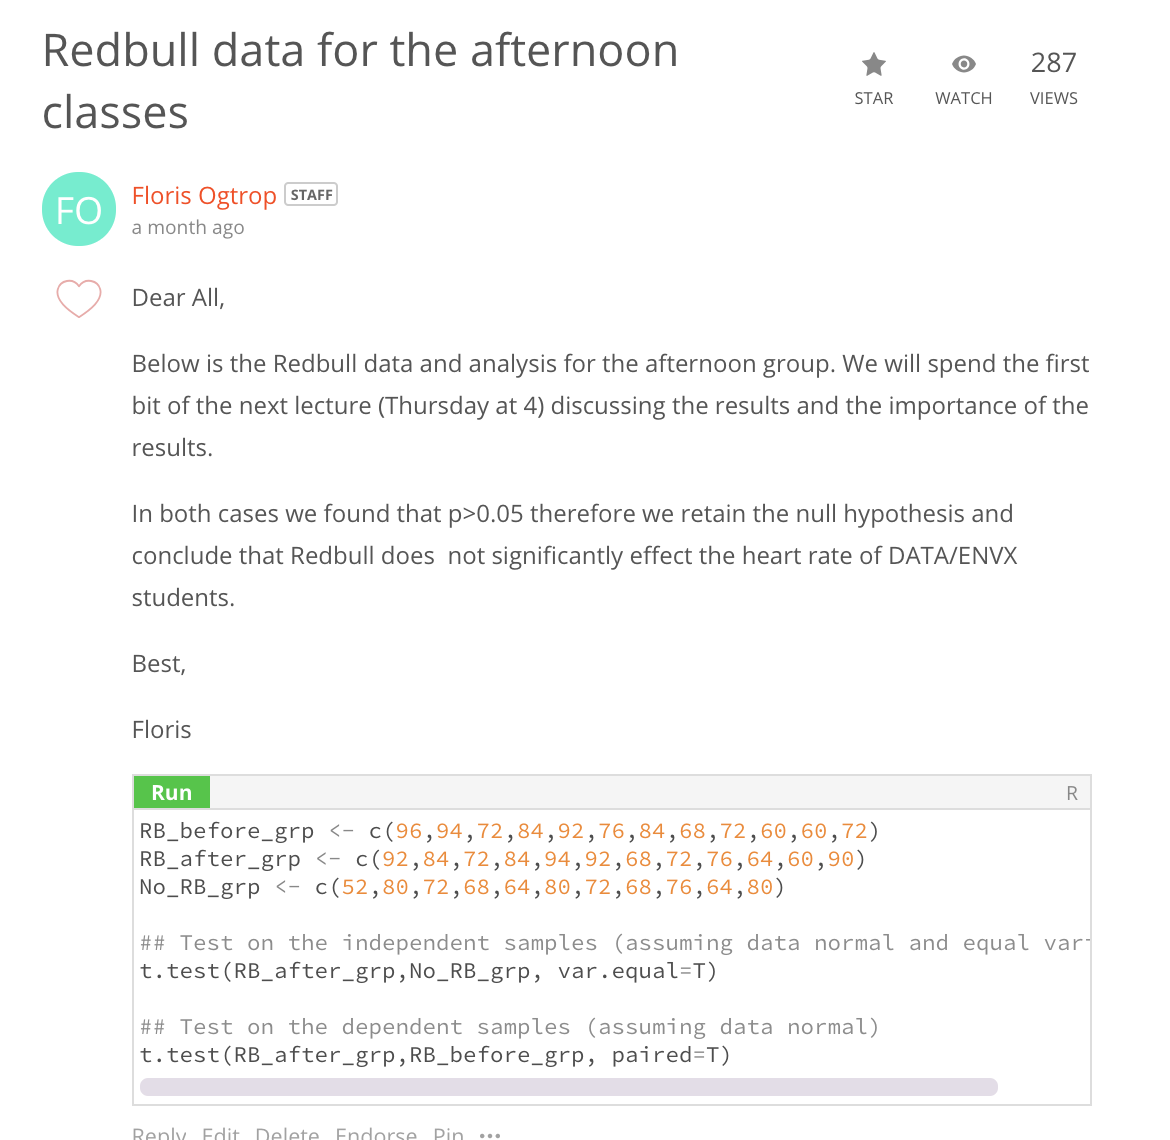 Redbull data for the afternoon
classes
STAR
WATCH
287
VIEWS
FO
Floris Ogtrop STAFF
a month ago
Dear All,
Below is the Redbull data and analysis for the afternoon group. We will spend the first
bit of the next lecture (Thursday at 4) discussing the results and the importance of the
results.
In both cases we found that p>0.05 therefore we retain the null hypothesis and
conclude that Redbull does  not significantly effect the heart rate of DATA/ENVX
students.
Best,
Floris
Run R
RB_before_grp <- c(96,94,72,84,92,76,84,68,72,60,60,72)
RB_after_grp <- c(92,84,72,84,94,92,68,72,76,64,60,90)
No_RB_grp <- c(52,80,72,68,64,80,72,68,76,64,80)
## Test on the independent samples (assuming data normal and equal var
t.test(RB_after_grp,No_RB_grp, var.equal=T)
## Test on the dependent samples (assuming data normal)
t.test(RB_after_grp,RB_before_grp, paired=T)
Reply Edit Delete Endorse Pin ···